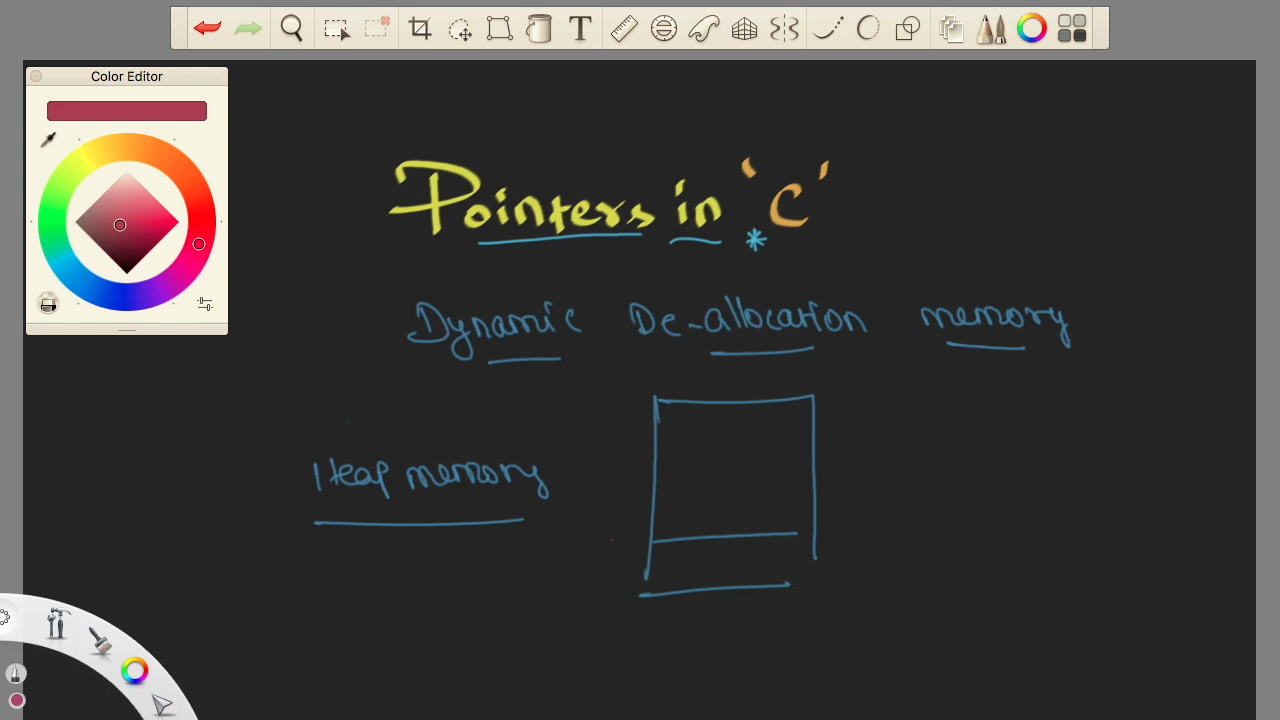 Color Editor
Pointers in 'C'
*
Dynamic De-allocation memory
Heap memory